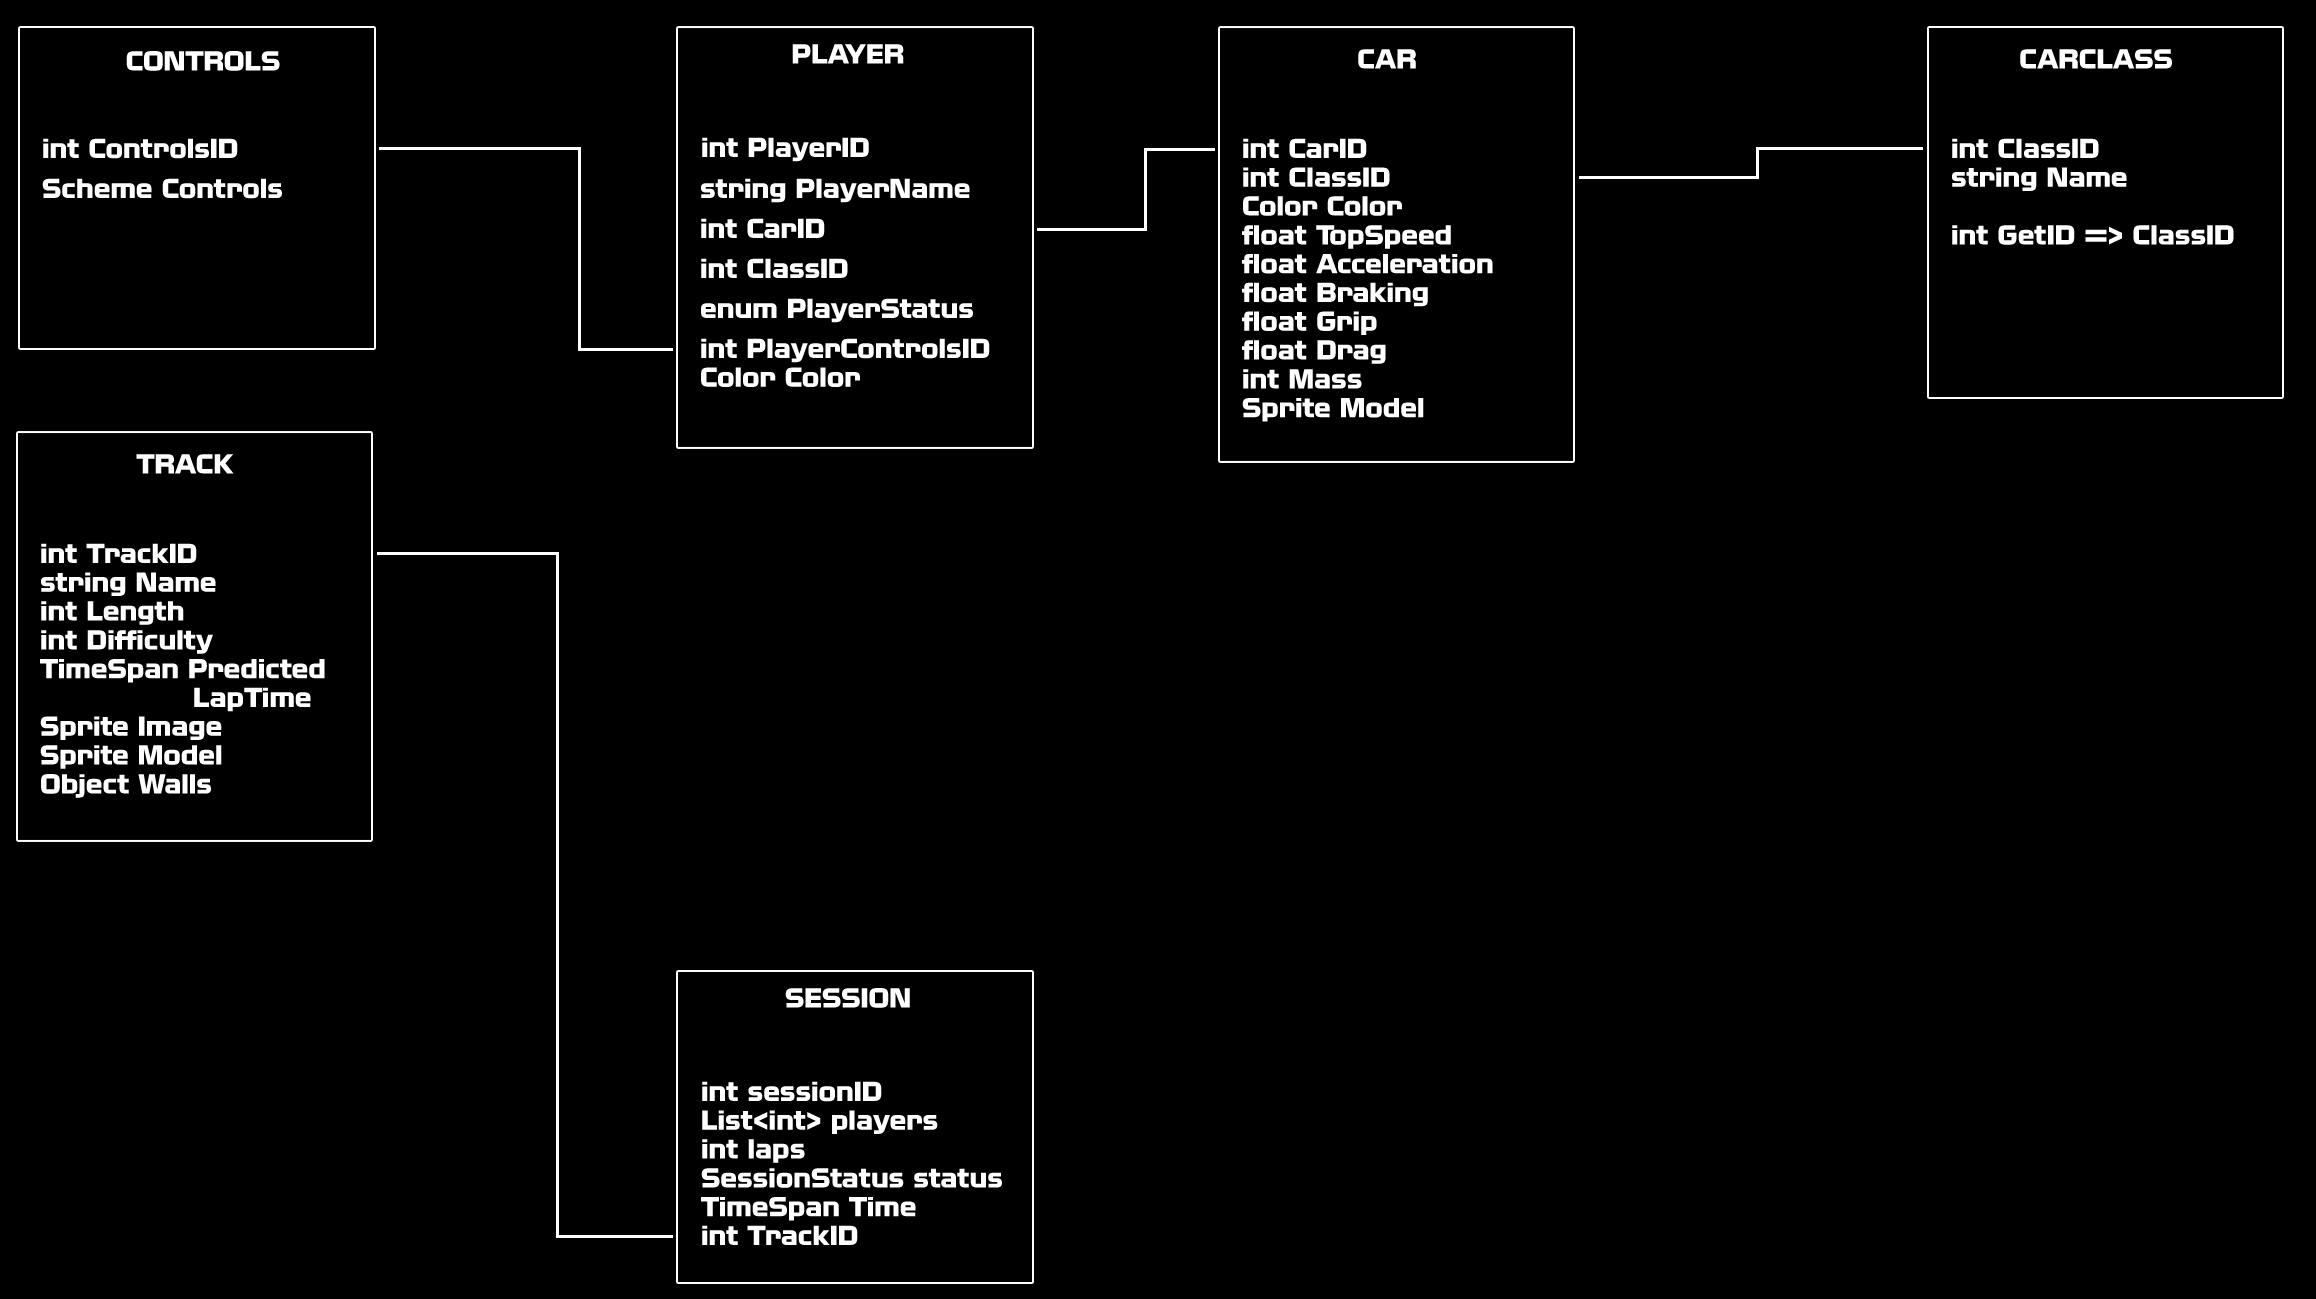 CONTROLS
int ControlsID
Scheme Controls
PLAYER
int PlayerID
string PlayerName
int CarID
int ClassID
enum PlayerStatus
int PlayerControlsID
Color Color
CAR
int CarID
int ClassID
Color Color
float TopSpeed
float Acceleration
float Braking
float Grip
float Drag
int Mass
Sprite Model
CARCLASS
int ClassID
string Name
int GetID => ClassID
TRACK
int TrackID
string Name
int Length
int Difficulty
TimeSpan Predicted
LapTime
Sprite Image
Sprite Model
Object Walls
SESSION
int sessionID
List<int> players
int laps
SessionStatus status
TimeSpan Time
int TrackID